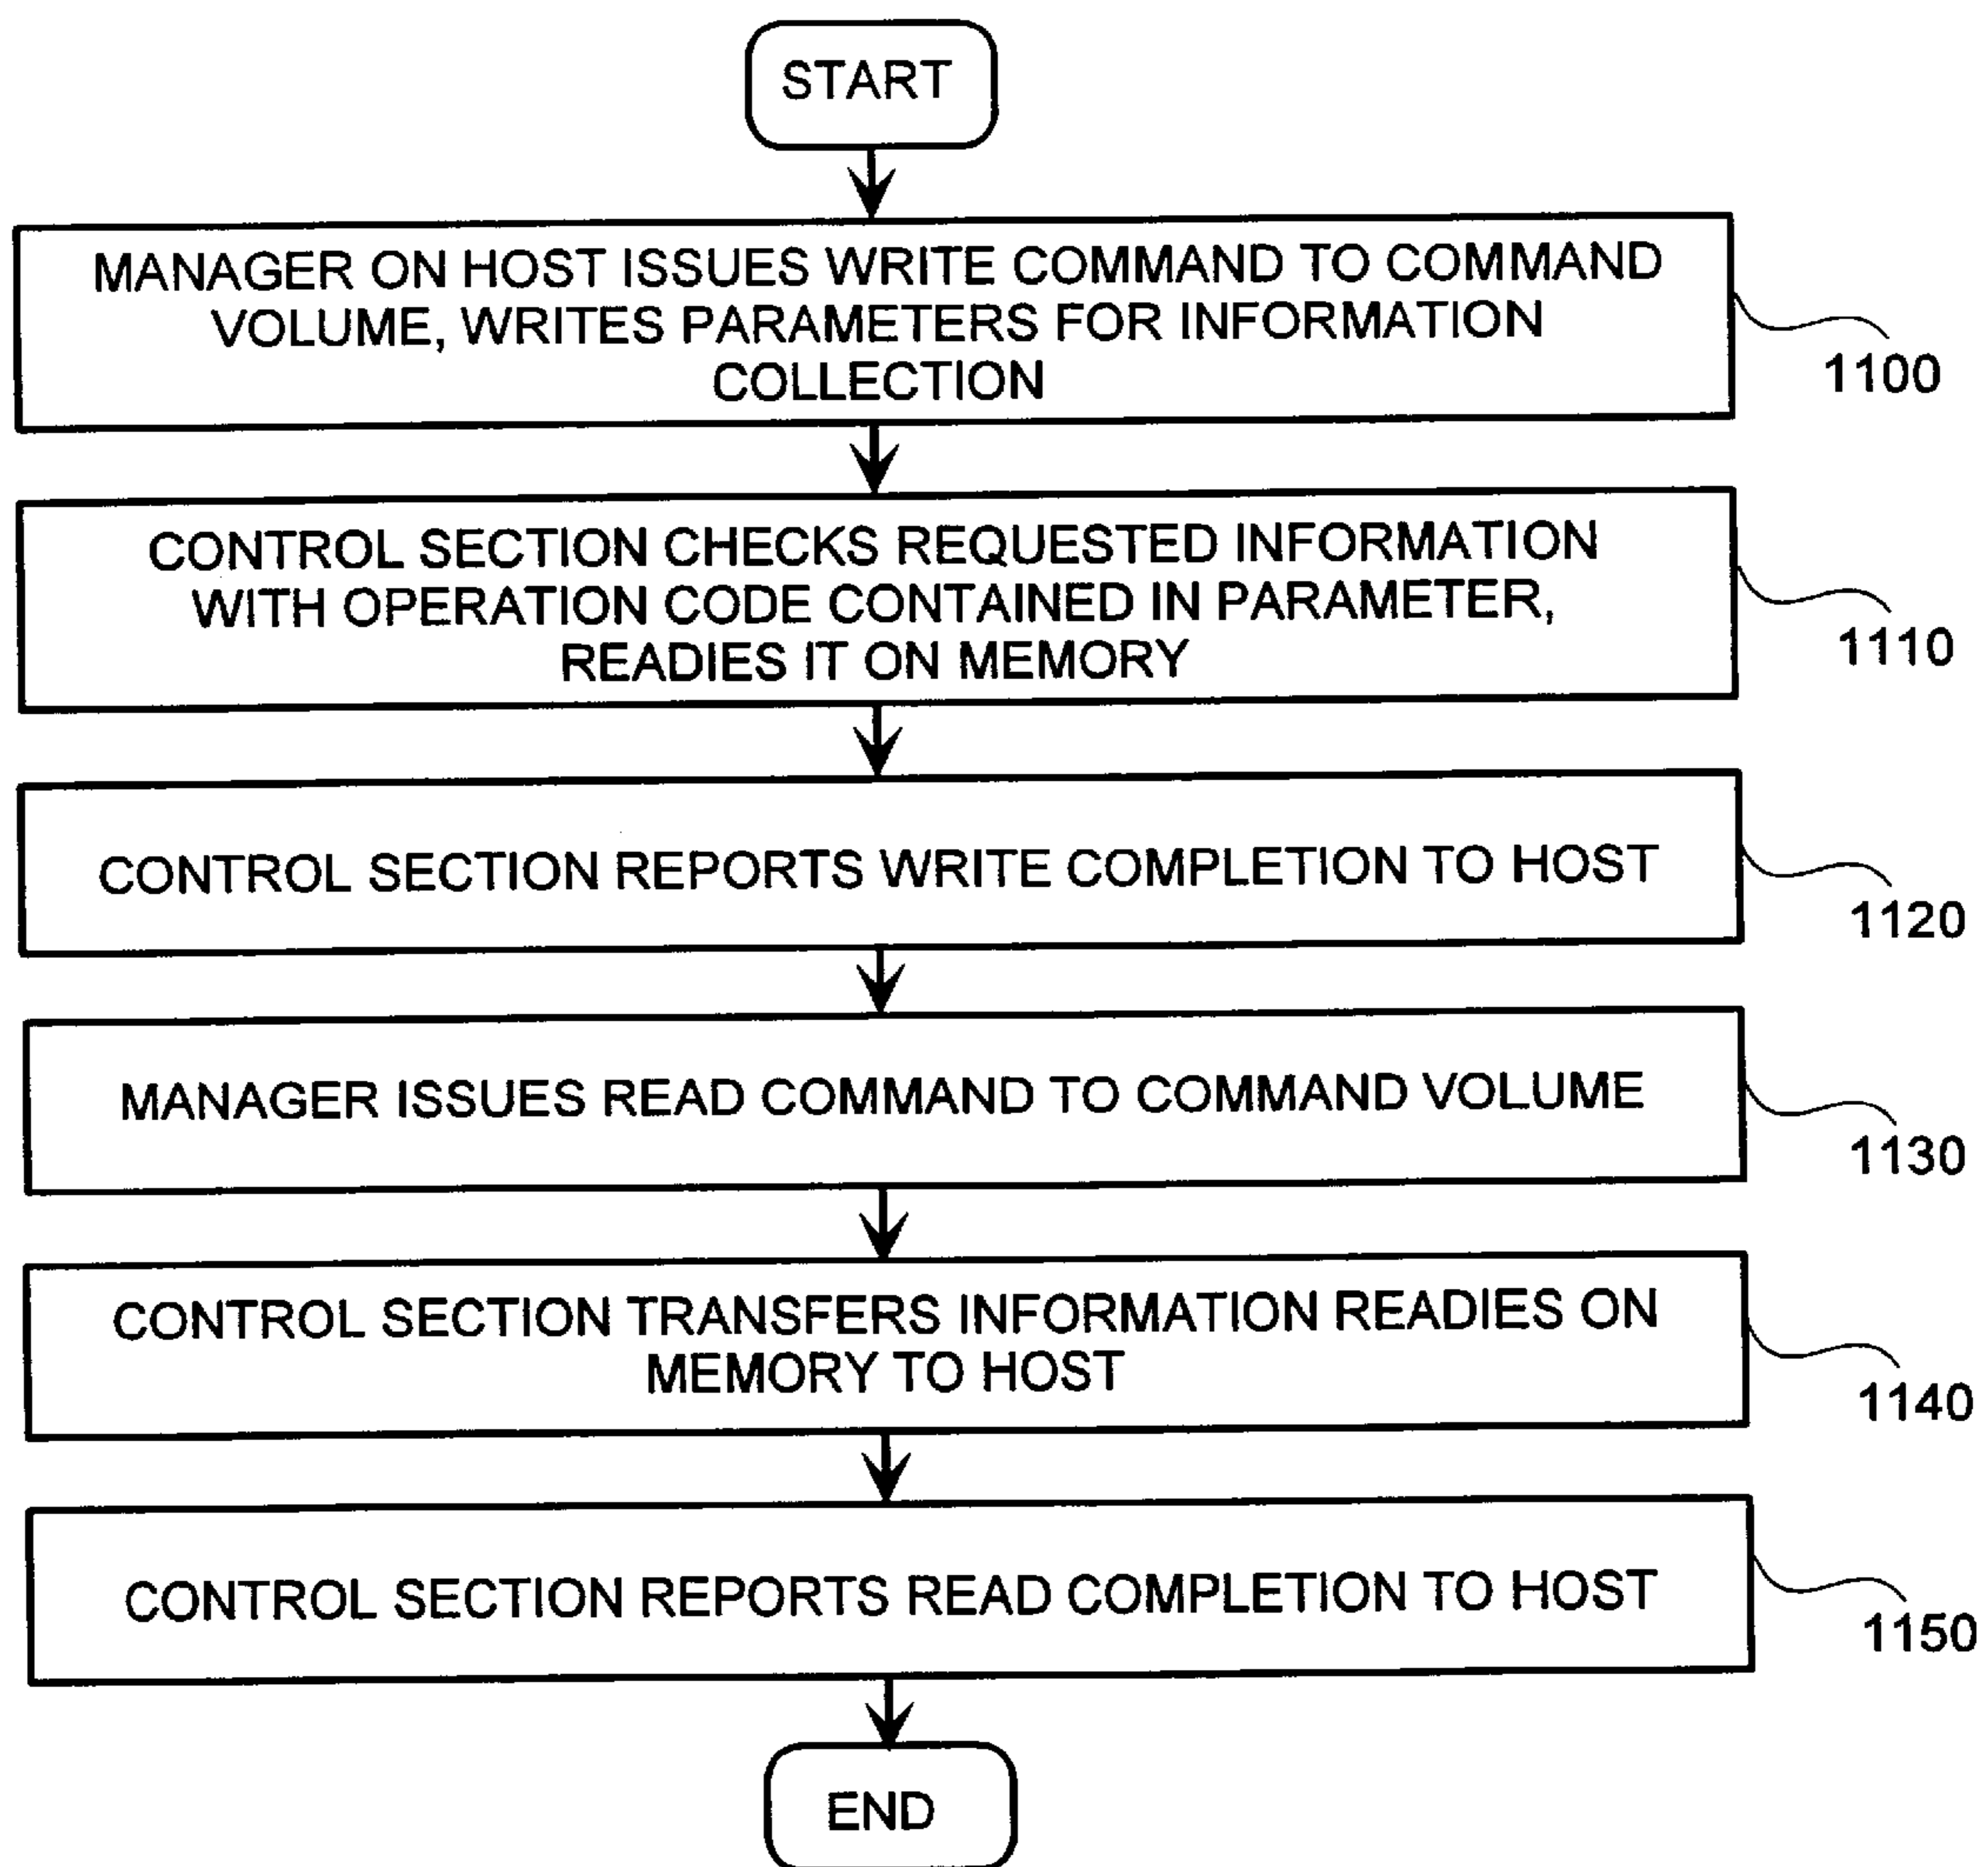 START
MANAGER ON HOST ISSUES WRITE COMMAND TO COMMAND
VOLUME, WRITES PARAMETERS FOR INFORMATION
COLLECTION
1100
CONTROL SECTION CHECKS REQUESTED INFORMATION
WITH OPERATION CODE CONTAINED IN PARAMETER,
READIES IT ON MEMORY
1110
CONTROL SECTION REPORTS WRITE COMPLETION TO HOST
1120
MANAGER ISSUES READ COMMAND TO COMMAND VOLUME
1130
CONTROL SECTION TRANSFERS INFORMATION READIES ON
MEMORY TO HOST
1140
CONTROL SECTION REPORTS READ COMPLETION TO HOST
1150
END